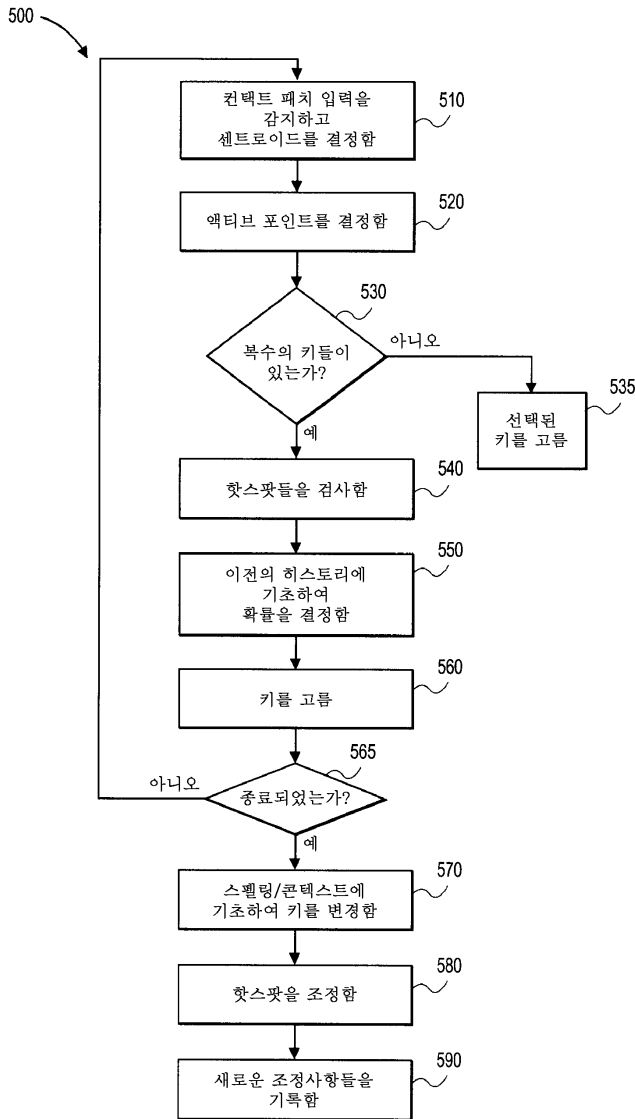 500
컨택트 패치 입력을
감지하고
센트로이드를 결정함
510
액티브 포인트를 결정함
520
530
복수의 키들이
있는가?
아니오
예
535
선택된
키를 고름
핫스팟들을 검사함
540
이전의 히스토리에
기초하여
확률을 결정함
550
키를 고름
560
565
종료되었는가?
아니오
예
스펠링/콘텍스트에
기초하여 키를 변경함
570
핫스팟을 조정함
580
새로운 조정사항들을
기록함
590